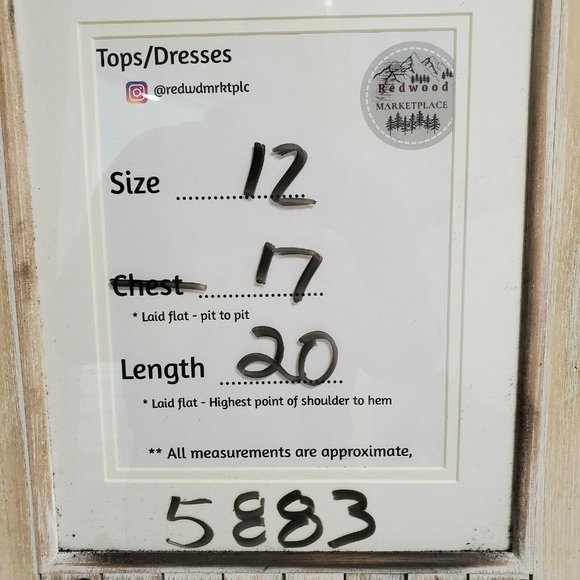 Tops/Dresses
@redwdmrktplc
Redwood
MARKETPLACE
Size 12
Chest 17
* Laid flat - pit to pit
Length 20
* Laid flat - Highest point of shoulder to hem
** All measurements are approximate,
5883